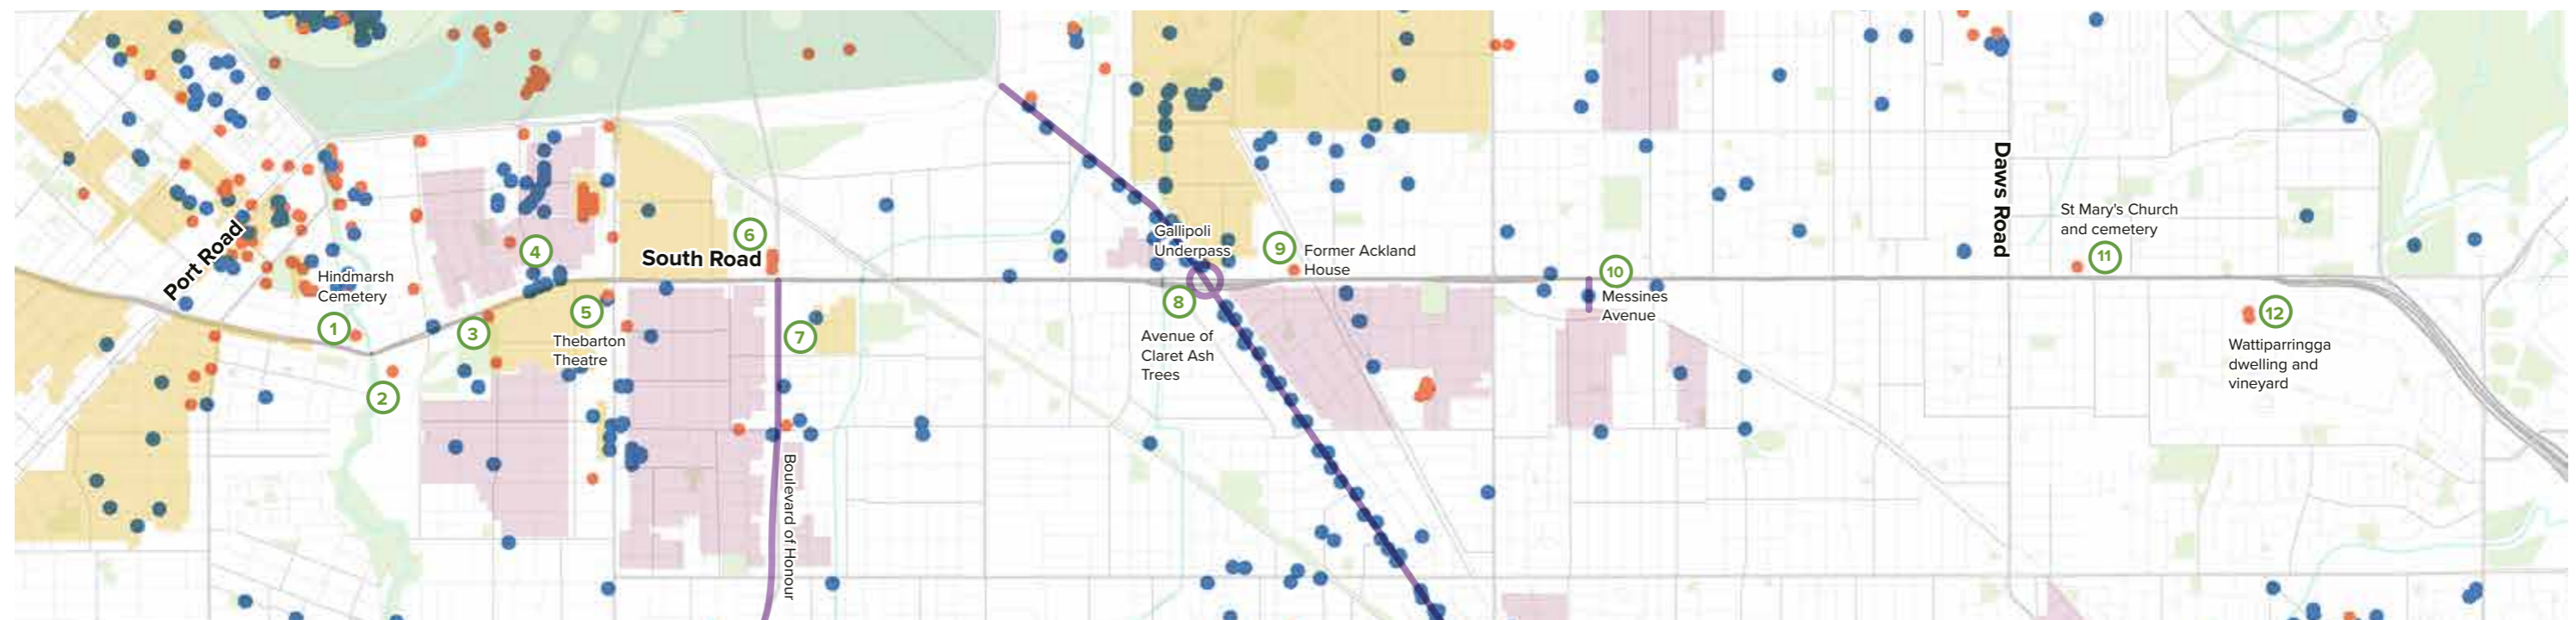 Port Road
Hindmarsh
Cemetery
1
2
3
4
5
Thebarton
Theatre
South Road
6
7
Boulevard of Honour
Gallipoli
Underpass
8
Avenue of
Claret Ash
Trees
9
Former Ackland
House
10
Messines
Avenue
Daws Road
St Mary's Church
and cemetery
11
12
Wattiparringga
dwelling and
vineyard